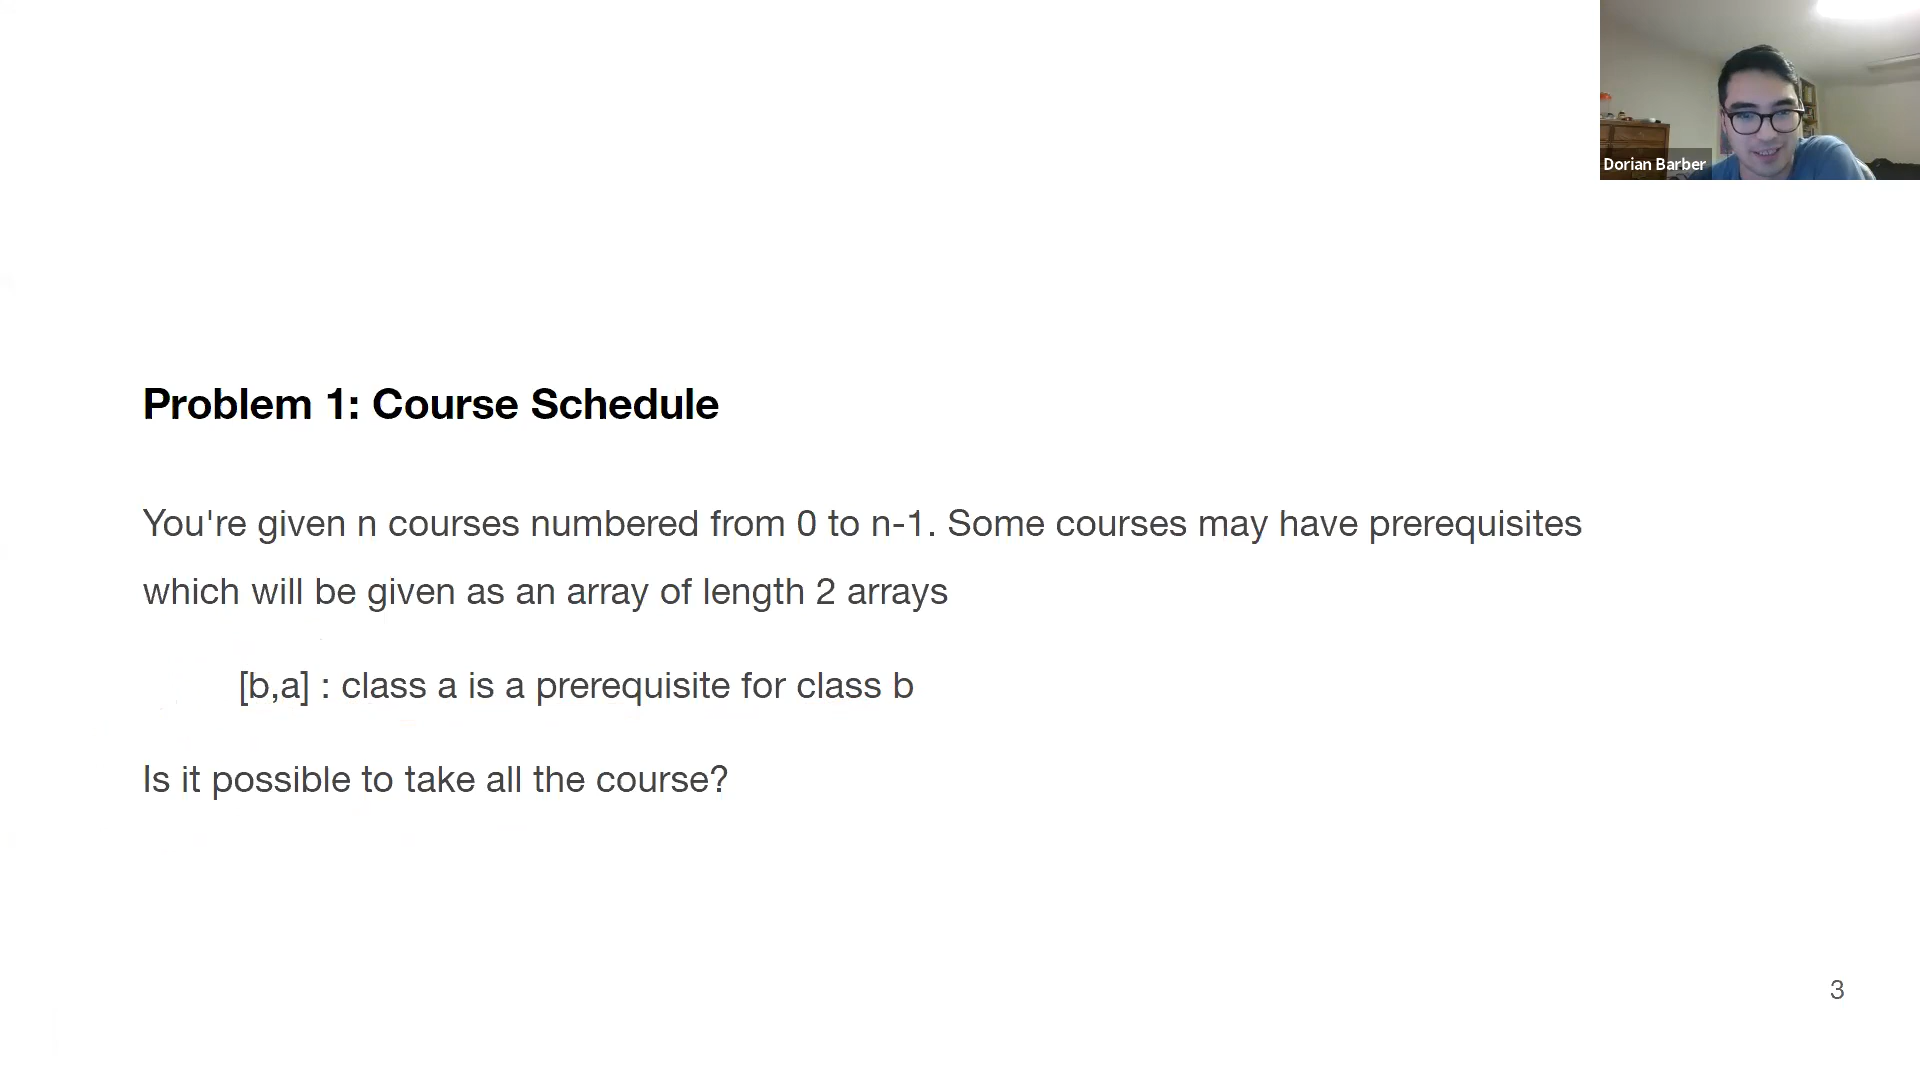 Dorian Barber
Problem 1: Course Schedule
You're given n courses numbered from 0 to n-1. Some courses may have prerequisites
which will be given as an array of length 2 arrays
[b,a] : class a is a prerequisite for class b
Is it possible to take all the course?
3